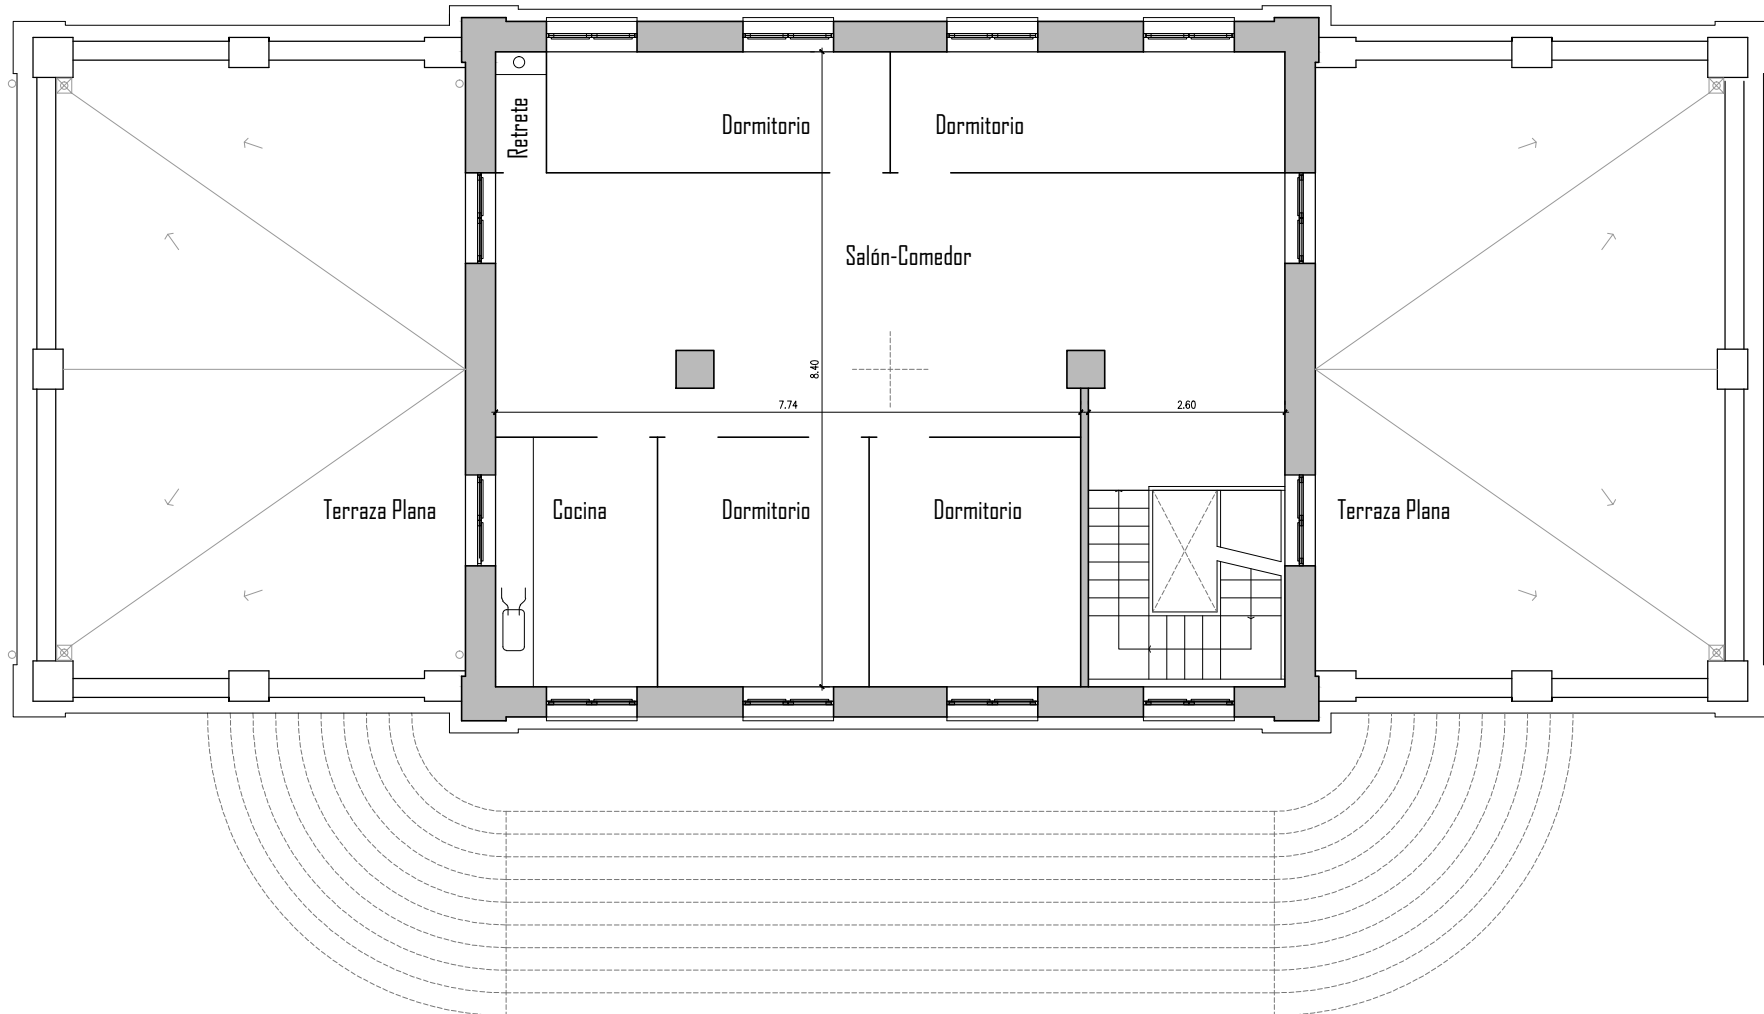 Retrete
Dormitorio
Dormitorio
Salón-Comedor
8.40
7.74
2.60
Terraza Plana
Cocina
Dormitorio
Dormitorio
Terraza Plana